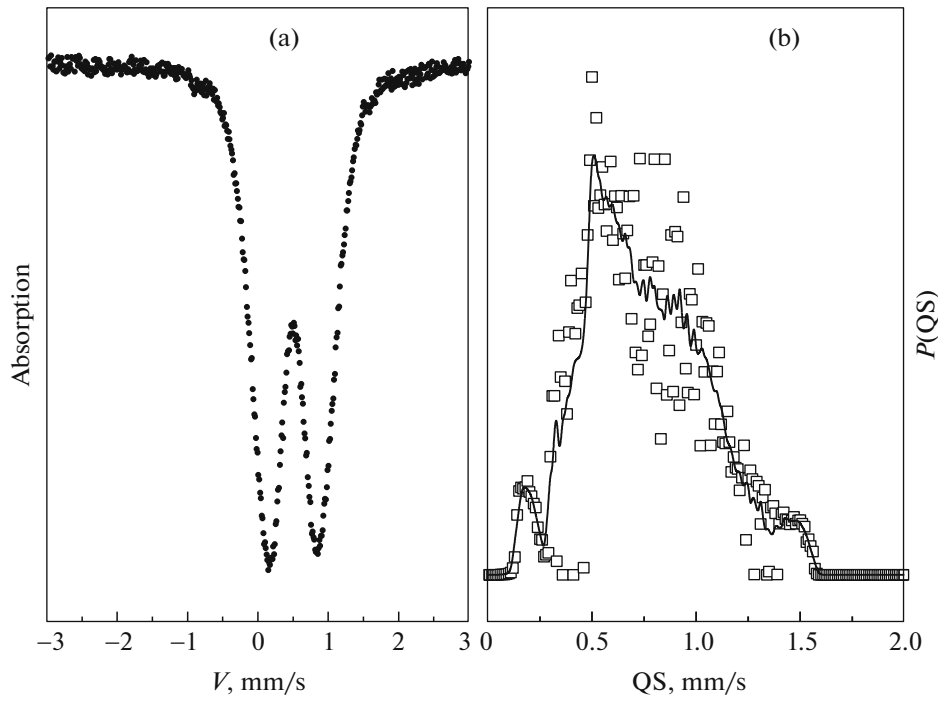 (a)
(b)
Absorption
P(QS)
−3 −2 −1 0 1 2 3
0 0.5 1.0 1.5 2.0
V, mm/s
QS, mm/s